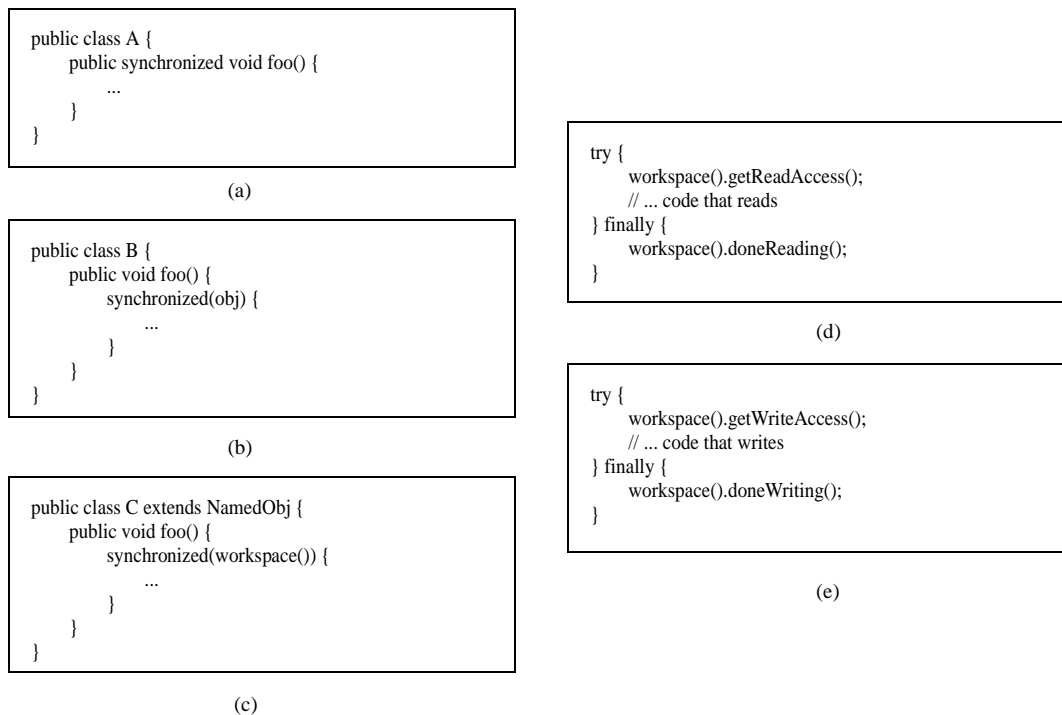 public class A {
public synchronized void foo() {
...
}
}
(a)
public class B {
public void foo() {
synchronized(obj) {
...
}
}
}
(b)
public class C extends NamedObj {
public void foo() {
synchronized(workspace()) {
...
}
}
}
(c)
try {
workspace().getReadAccess();
// ... code that reads
} finally {
workspace().doneReading();
}
(d)
try {
workspace().getWriteAccess();
// ... code that writes
} finally {
workspace().doneWriting();
}
(e)